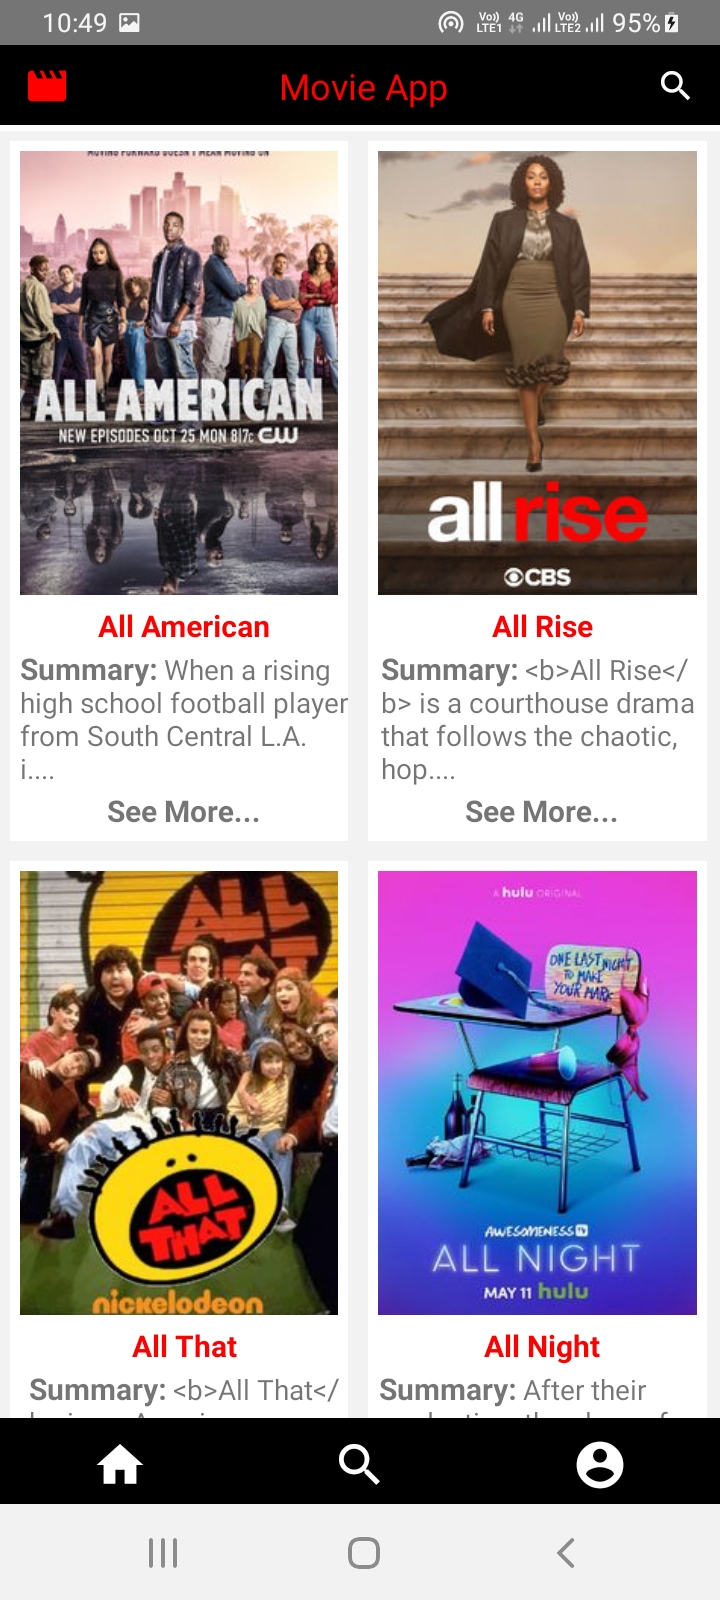 10:49
Vo)) LTE1 4G Vo)) LTE2 95%
Movie App
MOVING FORWARD DOESN'T MEAN MOVING ON
ALL AMERICAN
NEW EPISODES OCT 25 MON 8|7c CW
allrise
CBS
All American
All Rise
Summary: When a rising
high school football player
from South Central L.A.
i....
Summary: <b>All Rise</
b> is a courthouse drama
that follows the chaotic,
hop....
See More...
See More...
ALL
ALL
THAT
nickelodeon
A hulu ORIGINAL
ONE LAST NIGHT
TO MAKE
YOUR MARK
AWESOMENESS TV
ALL NIGHT
MAY 11 hulu
All That
All Night
Summary: <b>All That</
Summary: After their